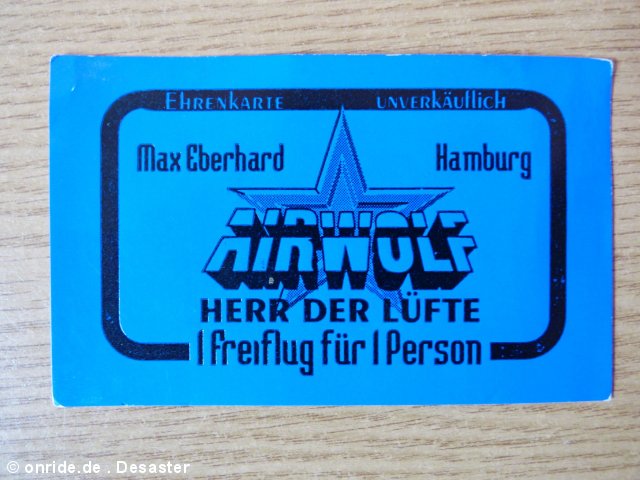 EHRENKARTE UNVERKÄUFLICH
Max Eberhard Hamburg
AIRWOLF
HERR DER LÜFTE
1 Freiflug für 1 Person
© onride.de . Desaster